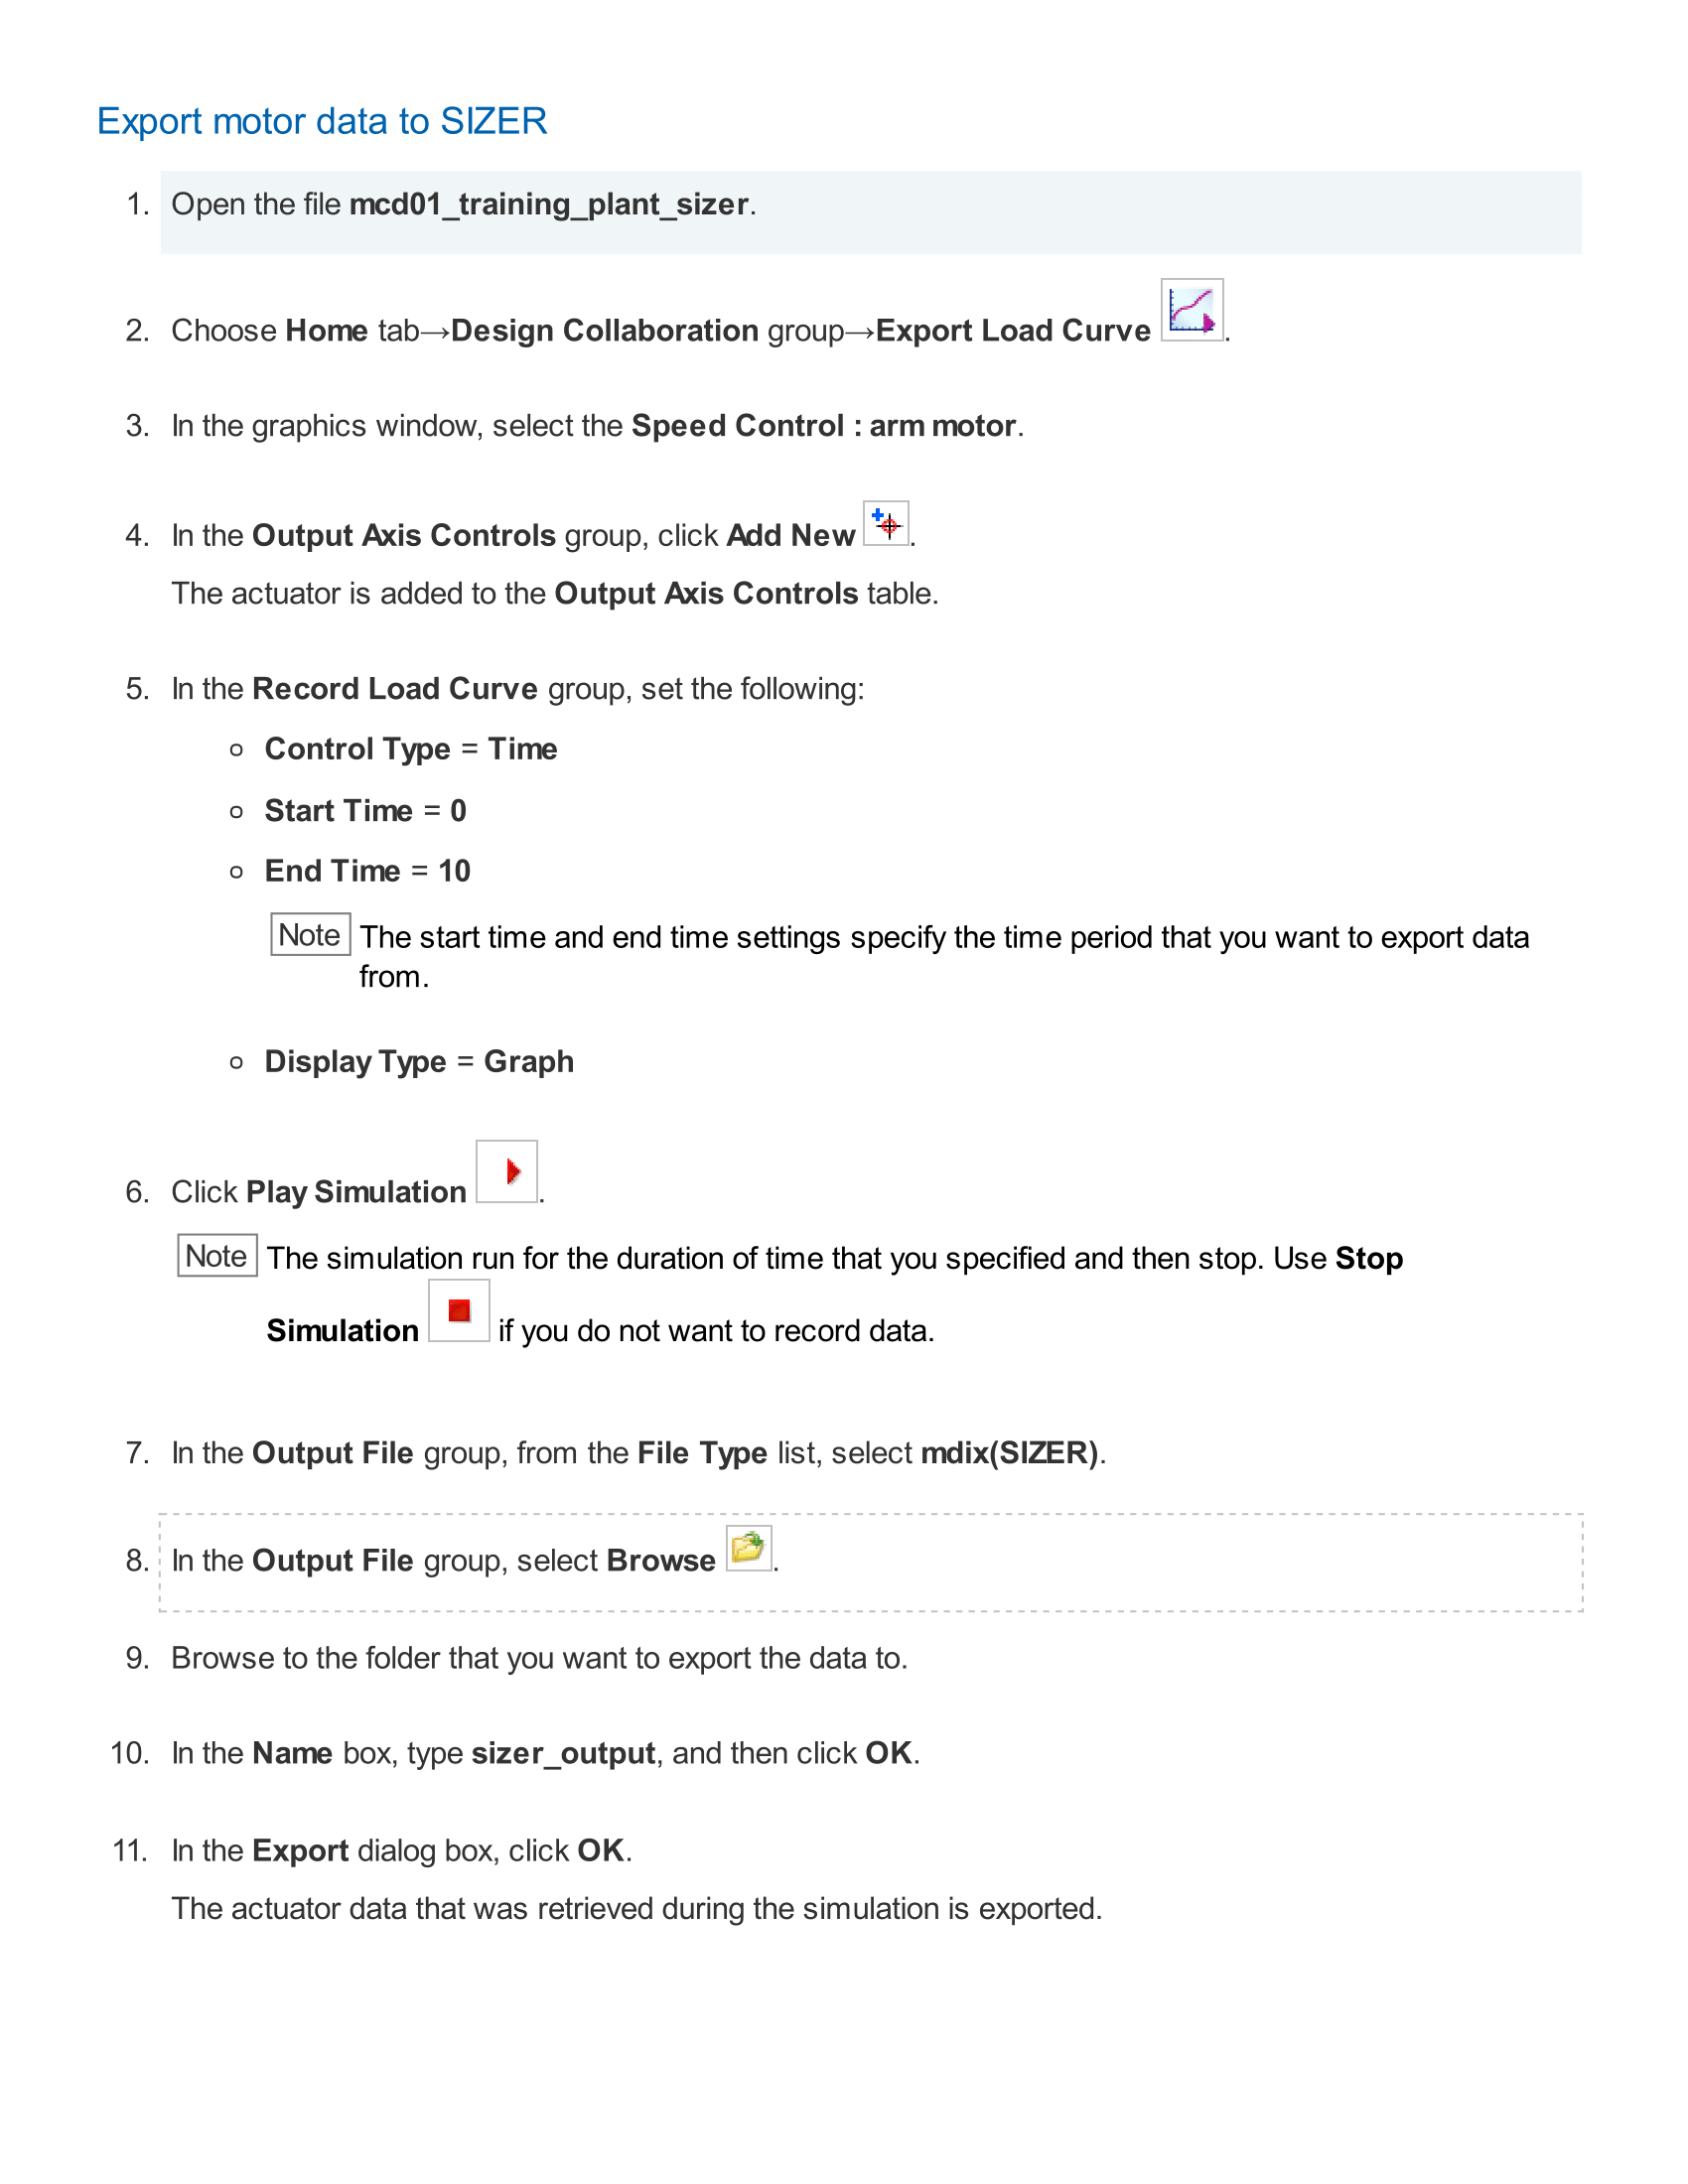 Export motor data to SIZER
1. Open the file mcd01_training_plant_sizer.
2. Choose Home tab→Design Collaboration group→Export Load Curve .
3. In the graphics window, select the Speed Control : arm motor.
4. In the Output Axis Controls group, click Add New .
The actuator is added to the Output Axis Controls table.
5. In the Record Load Curve group, set the following:
○ Control Type = Time
○ Start Time = 0
○ End Time = 10
Note The start time and end time settings specify the time period that you want to export data
from.
○ Display Type = Graph
6. Click Play Simulation .
Note The simulation run for the duration of time that you specified and then stop. Use Stop
Simulation if you do not want to record data.
7. In the Output File group, from the File Type list, select mdix(SIZER).
8. In the Output File group, select Browse .
9. Browse to the folder that you want to export the data to.
10. In the Name box, type sizer_output, and then click OK.
11. In the Export dialog box, click OK.
The actuator data that was retrieved during the simulation is exported.